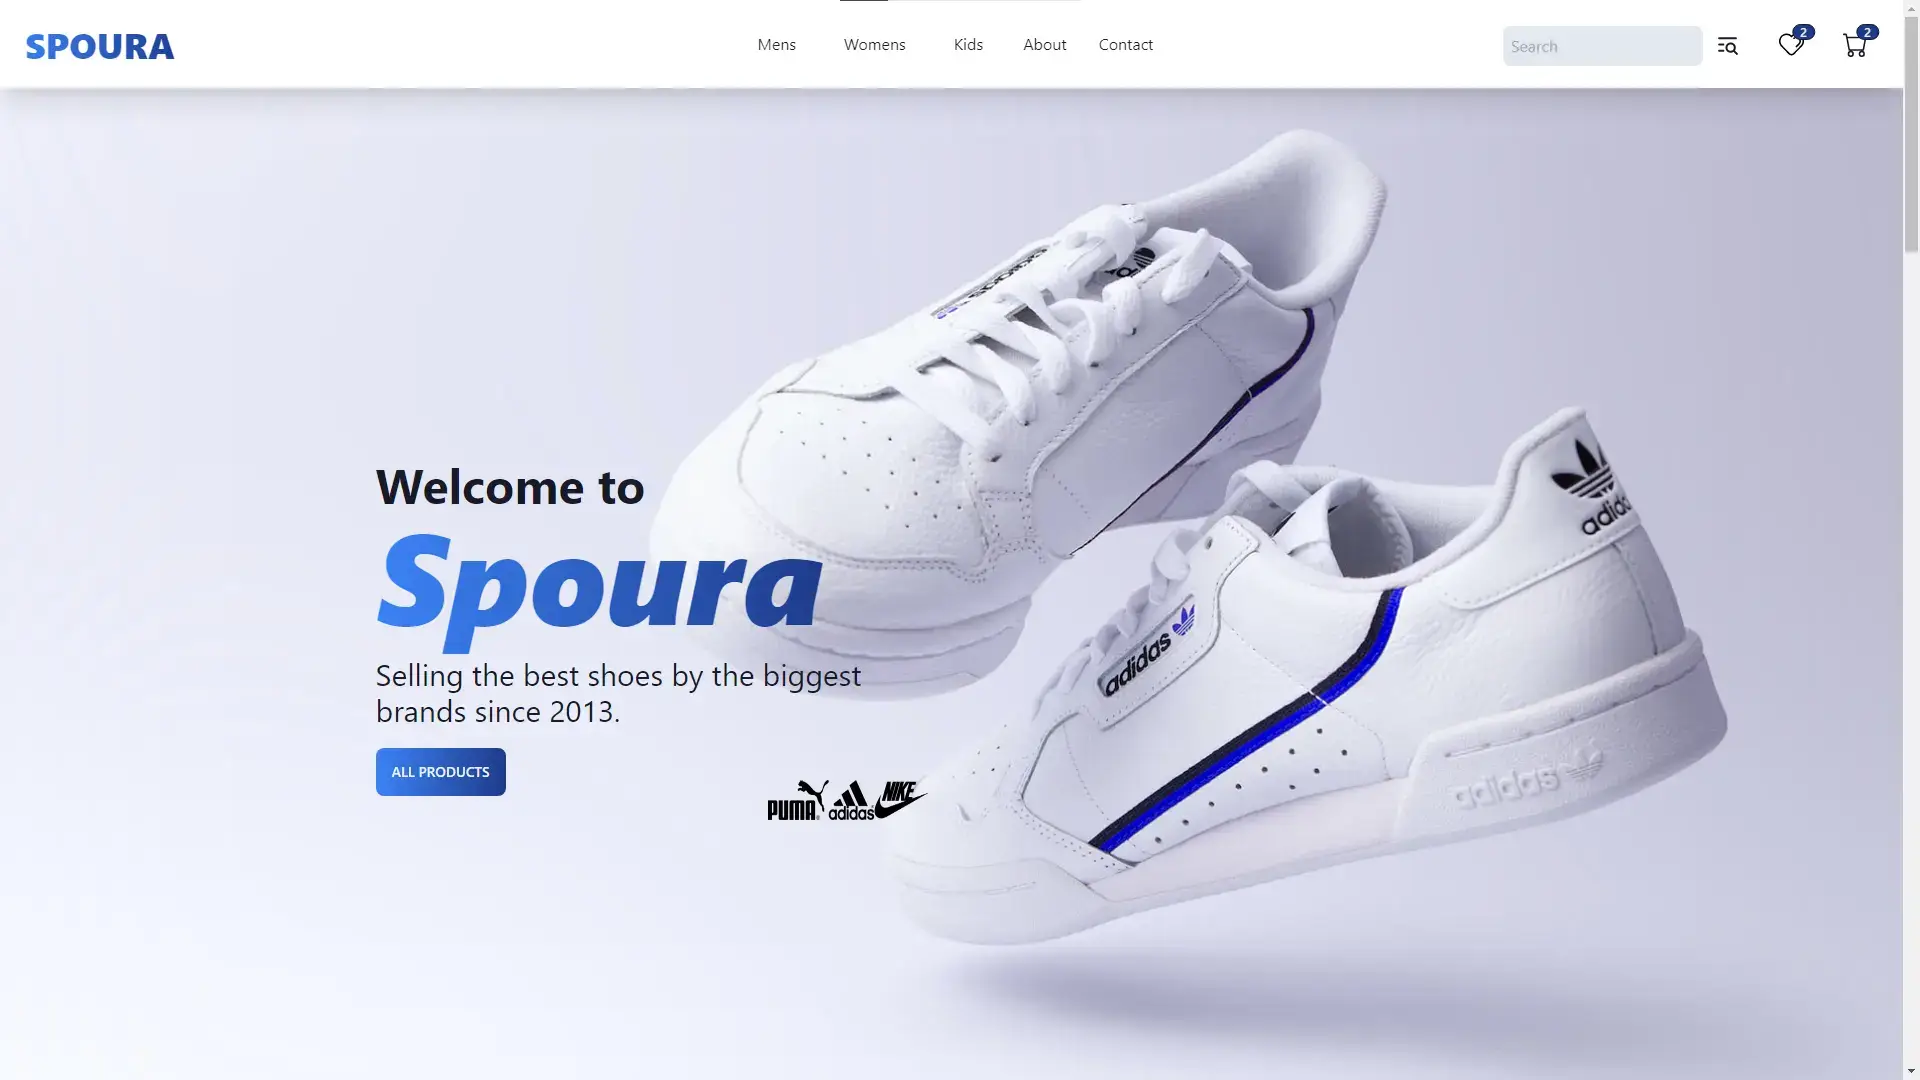 SPOURA
Mens
Womens
Kids
About
Contact
Search
2
2
Welcome to
Spoura
Selling the best shoes by the biggest
brands since 2013.
ALL PRODUCTS
PUMA
adidas
NIKE
adidas
adidas
adidas